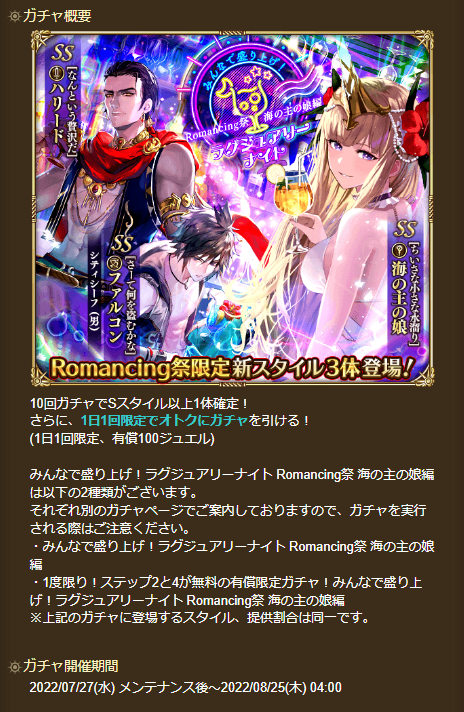 ガチャ概要
SS
[なんという贅沢だ]
ハリード
みんなで盛り上げ!
Romancing祭 海の主の娘編
ラグジュアリー
ナイト
SS
[さーて何を盗むかな]
ファルコン
シティシーフ(男)
SS
[ちいさな小さな水溜り]
海の主の娘
Romancing祭限定新スタイル3体登場!
10回ガチャでSスタイル以上1体確定！
さらに、1日1回限定でオトクにガチャを引ける！
(1日1回限定、有償100ジュエル)
みんなで盛り上げ！ラグジュアリーナイト Romancing祭 海の主の娘編
は以下の2種類がございます。
それぞれ別のガチャページでご案内しておりますので、ガチャを実行
される際はご注意ください。
・みんなで盛り上げ！ラグジュアリーナイト Romancing祭 海の主の娘
編
・1度限り！ステップ2と4が無料の有償限定ガチャ！みんなで盛り上
げ！ラグジュアリーナイト Romancing祭 海の主の娘編
※上記のガチャに登場するスタイル、提供割合は同一です。
ガチャ開催期間
2022/07/27(水) メンテナンス後～2022/08/25(木) 04:00